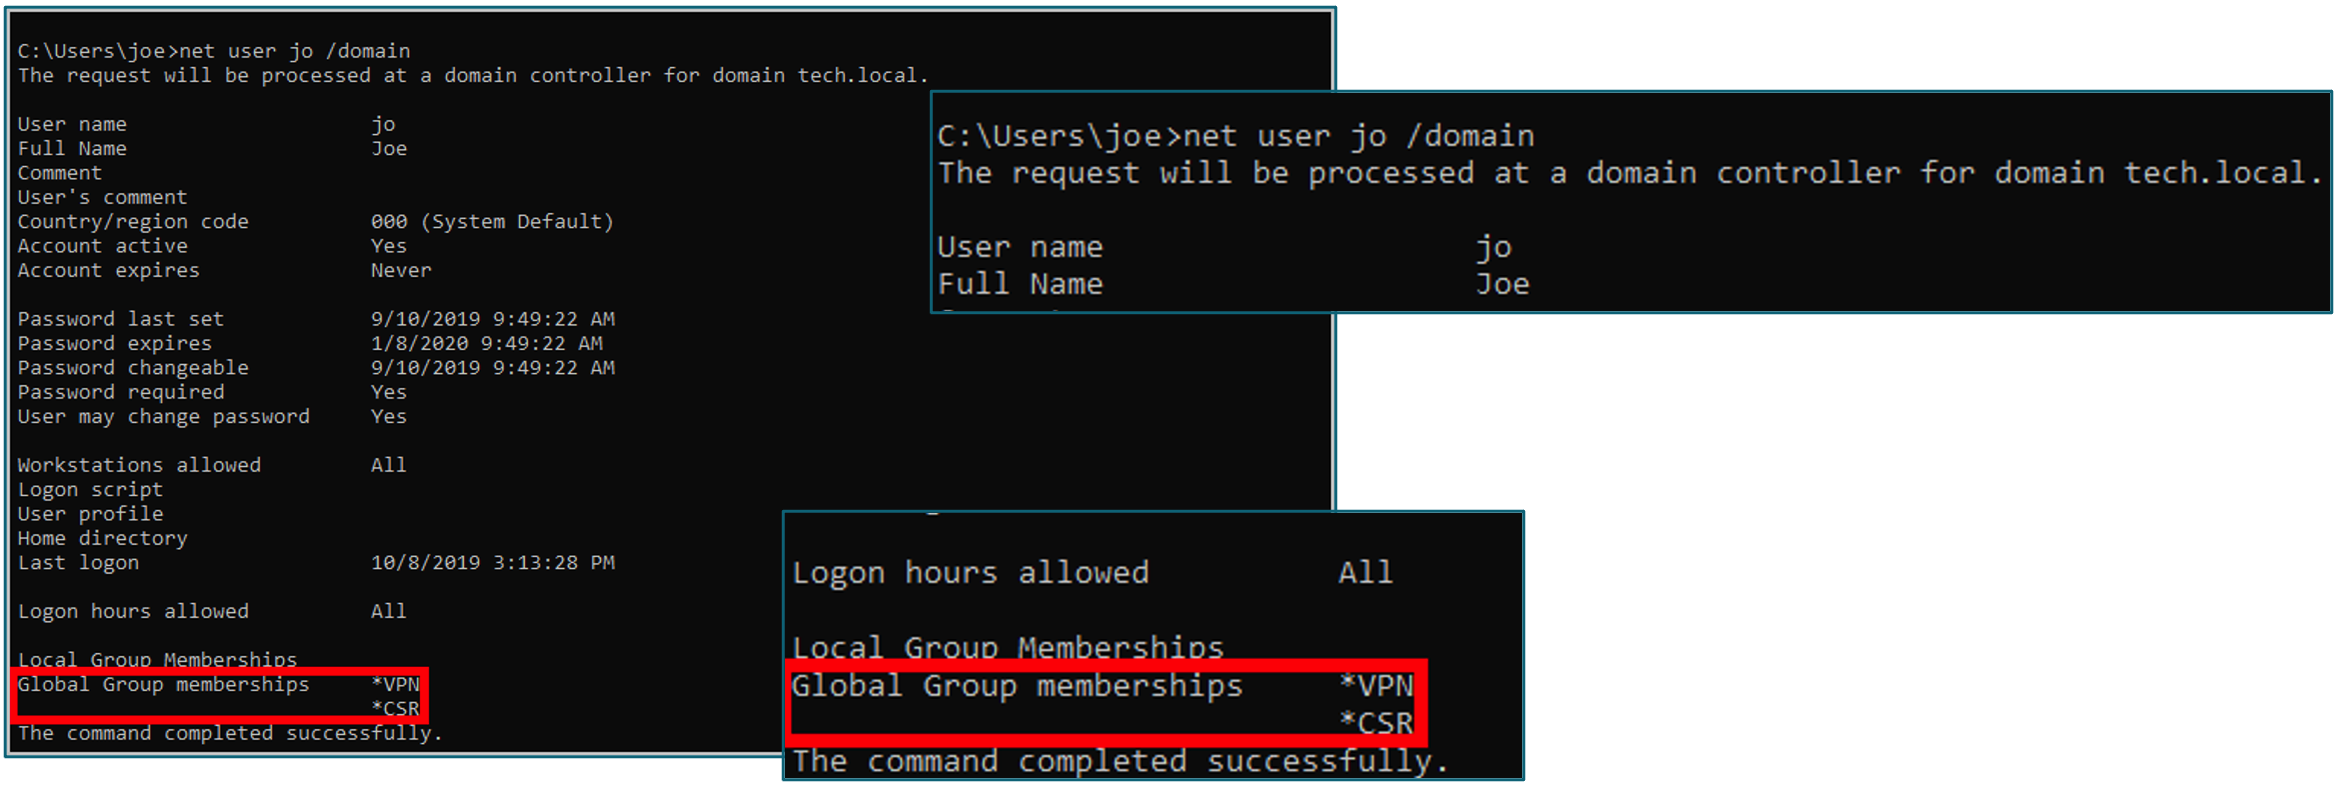 C:\Users\joe>net user jo /domain
The request will be processed at a domain controller for domain tech.local.
User name jo
Full Name Joe
Comment
User's comment
Country/region code 000 (System Default)
Account active Yes
Account expires Never
Password last set 9/10/2019 9:49:22 AM
Password expires 1/8/2020 9:49:22 AM
Password changeable 9/10/2019 9:49:22 AM
Password required Yes
User may change password Yes
Workstations allowed All
Logon script
User profile
Home directory
Last logon 10/8/2019 3:13:28 PM
Logon hours allowed All
Local Group Memberships
Global Group memberships *VPN
*CSR
The command completed successfully.
C:\Users\joe>net user jo /domain
The request will be processed at a domain controller for domain tech.local.
User name jo
Full Name Joe
Logon hours allowed All
Local Group Memberships
Global Group memberships *VPN
*CSR
The command completed successfully.